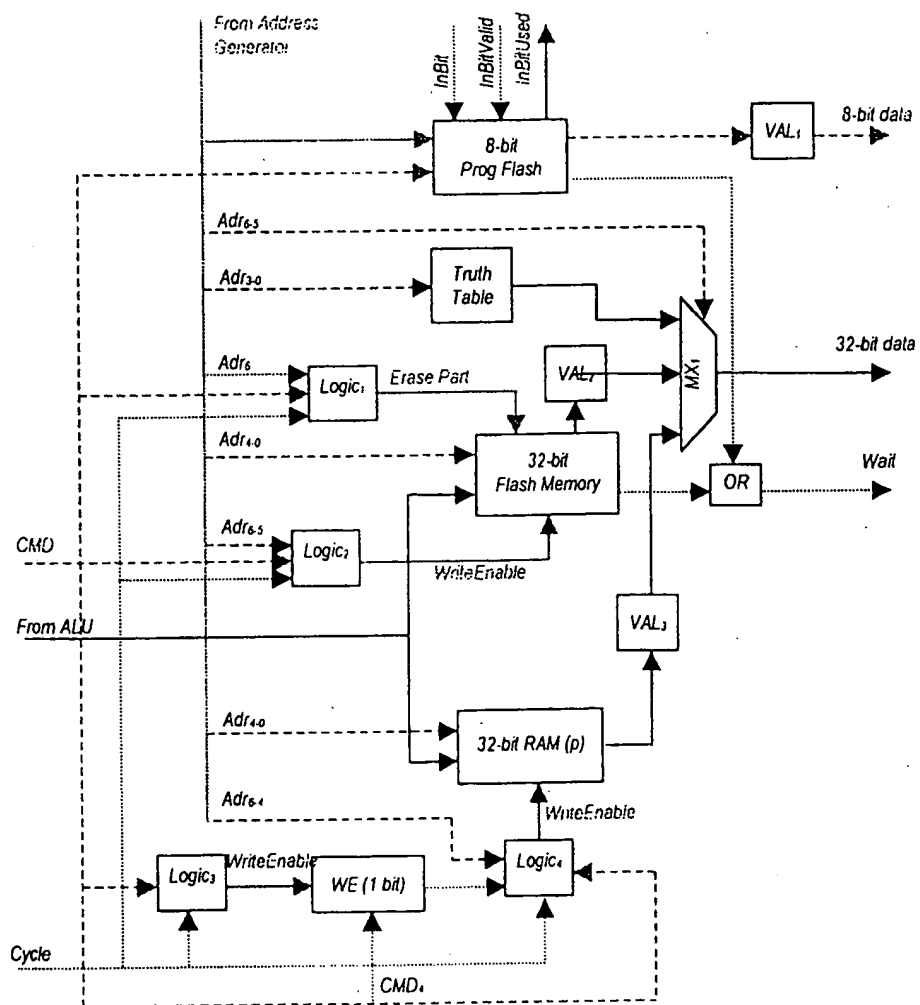 From Address
Generator
InBit
InBitValid
InBitUsed
8-bit
Prog Flash
VAL₁
8-bit data
Adr₆₋₅
Adr₃₋₀
Truth
Table
MX₁
32-bit data
Adr₆
Logic₁
Erase Part
VAL₂
Adr₄₋₀
32-bit
Flash Memory
OR
Wait
Adr₆₋₅
CMD
Logic₂
WriteEnable
From ALU
VAL₃
Adr₄₋₀
32-bit RAM (p)
Adr₆₋₄
WriteEnable
Logic₃
WriteEnable
WE (1 bit)
Logic₄
Cycle
CMD₄